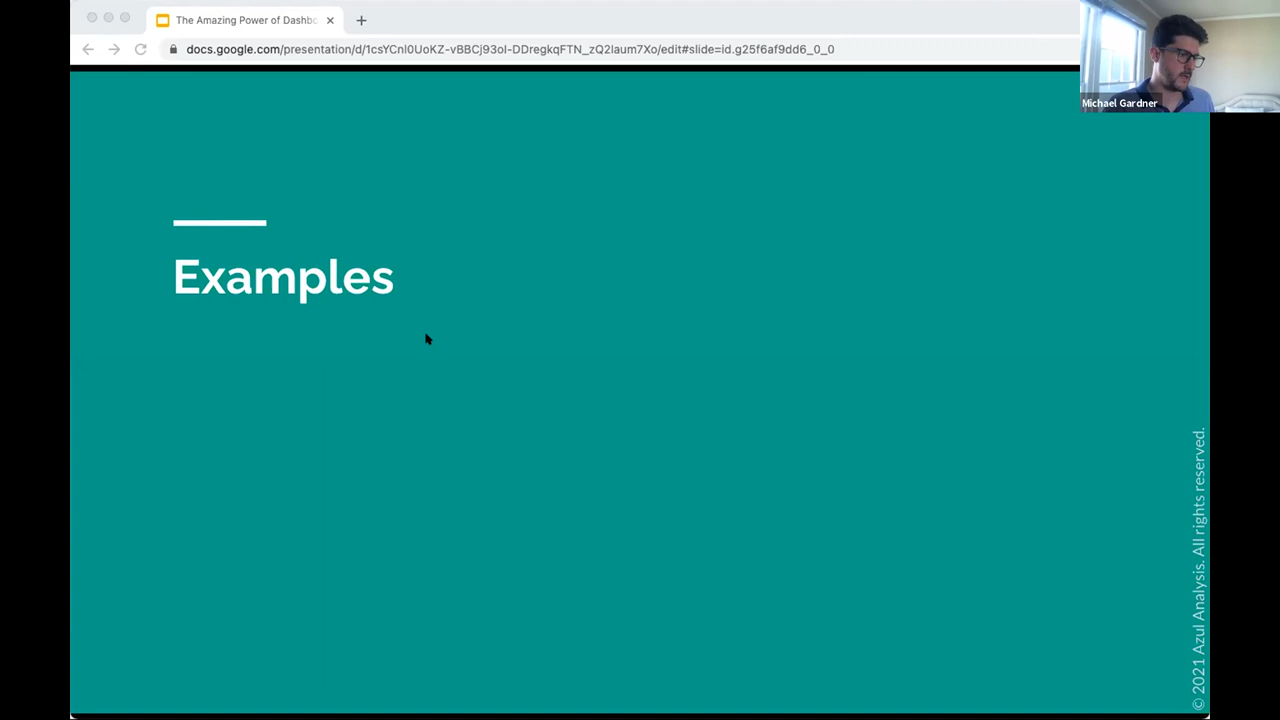 The Amazing Power of Dashbo
docs.google.com/presentation/d/1csYCnl0UoKZ-vBBCj93oI-DDregkqFTN_zQ2laum7Xo/edit#slide=id.g25f6af9dd6_0_0
Michael Gardner
Examples
© 2021 Azul Analysis. All rights reserved.